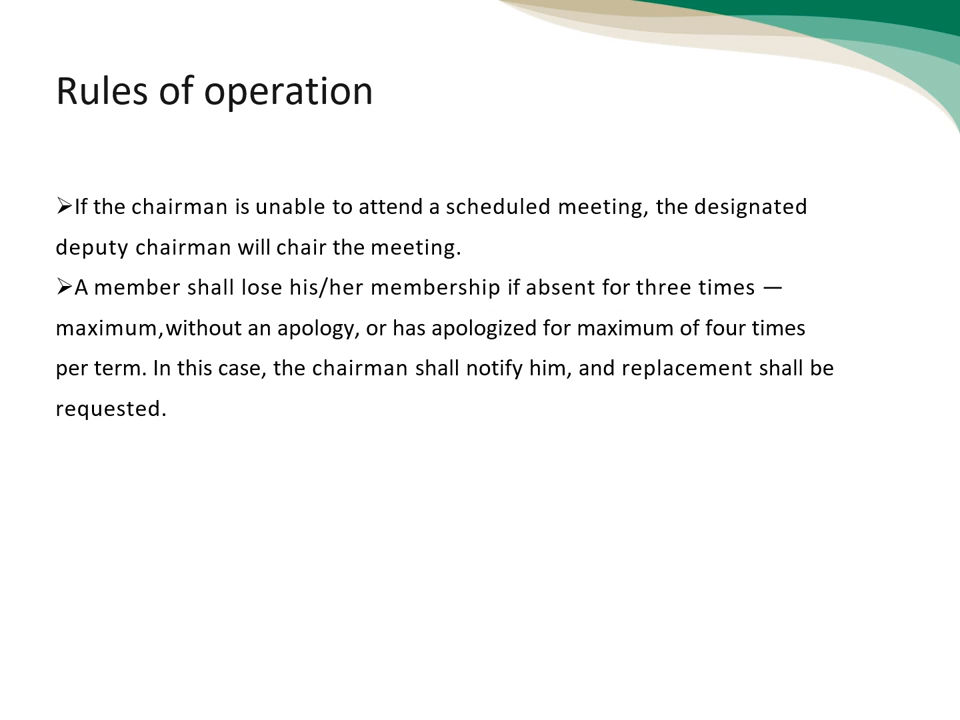 Rules of operation
➢If the chairman is unable to attend a scheduled meeting, the designated
deputy chairman will chair the meeting.
➢A member shall lose his/her membership if absent for three times —
maximum,without an apology, or has apologized for maximum of four times
per term. In this case, the chairman shall notify him, and replacement shall be
requested.